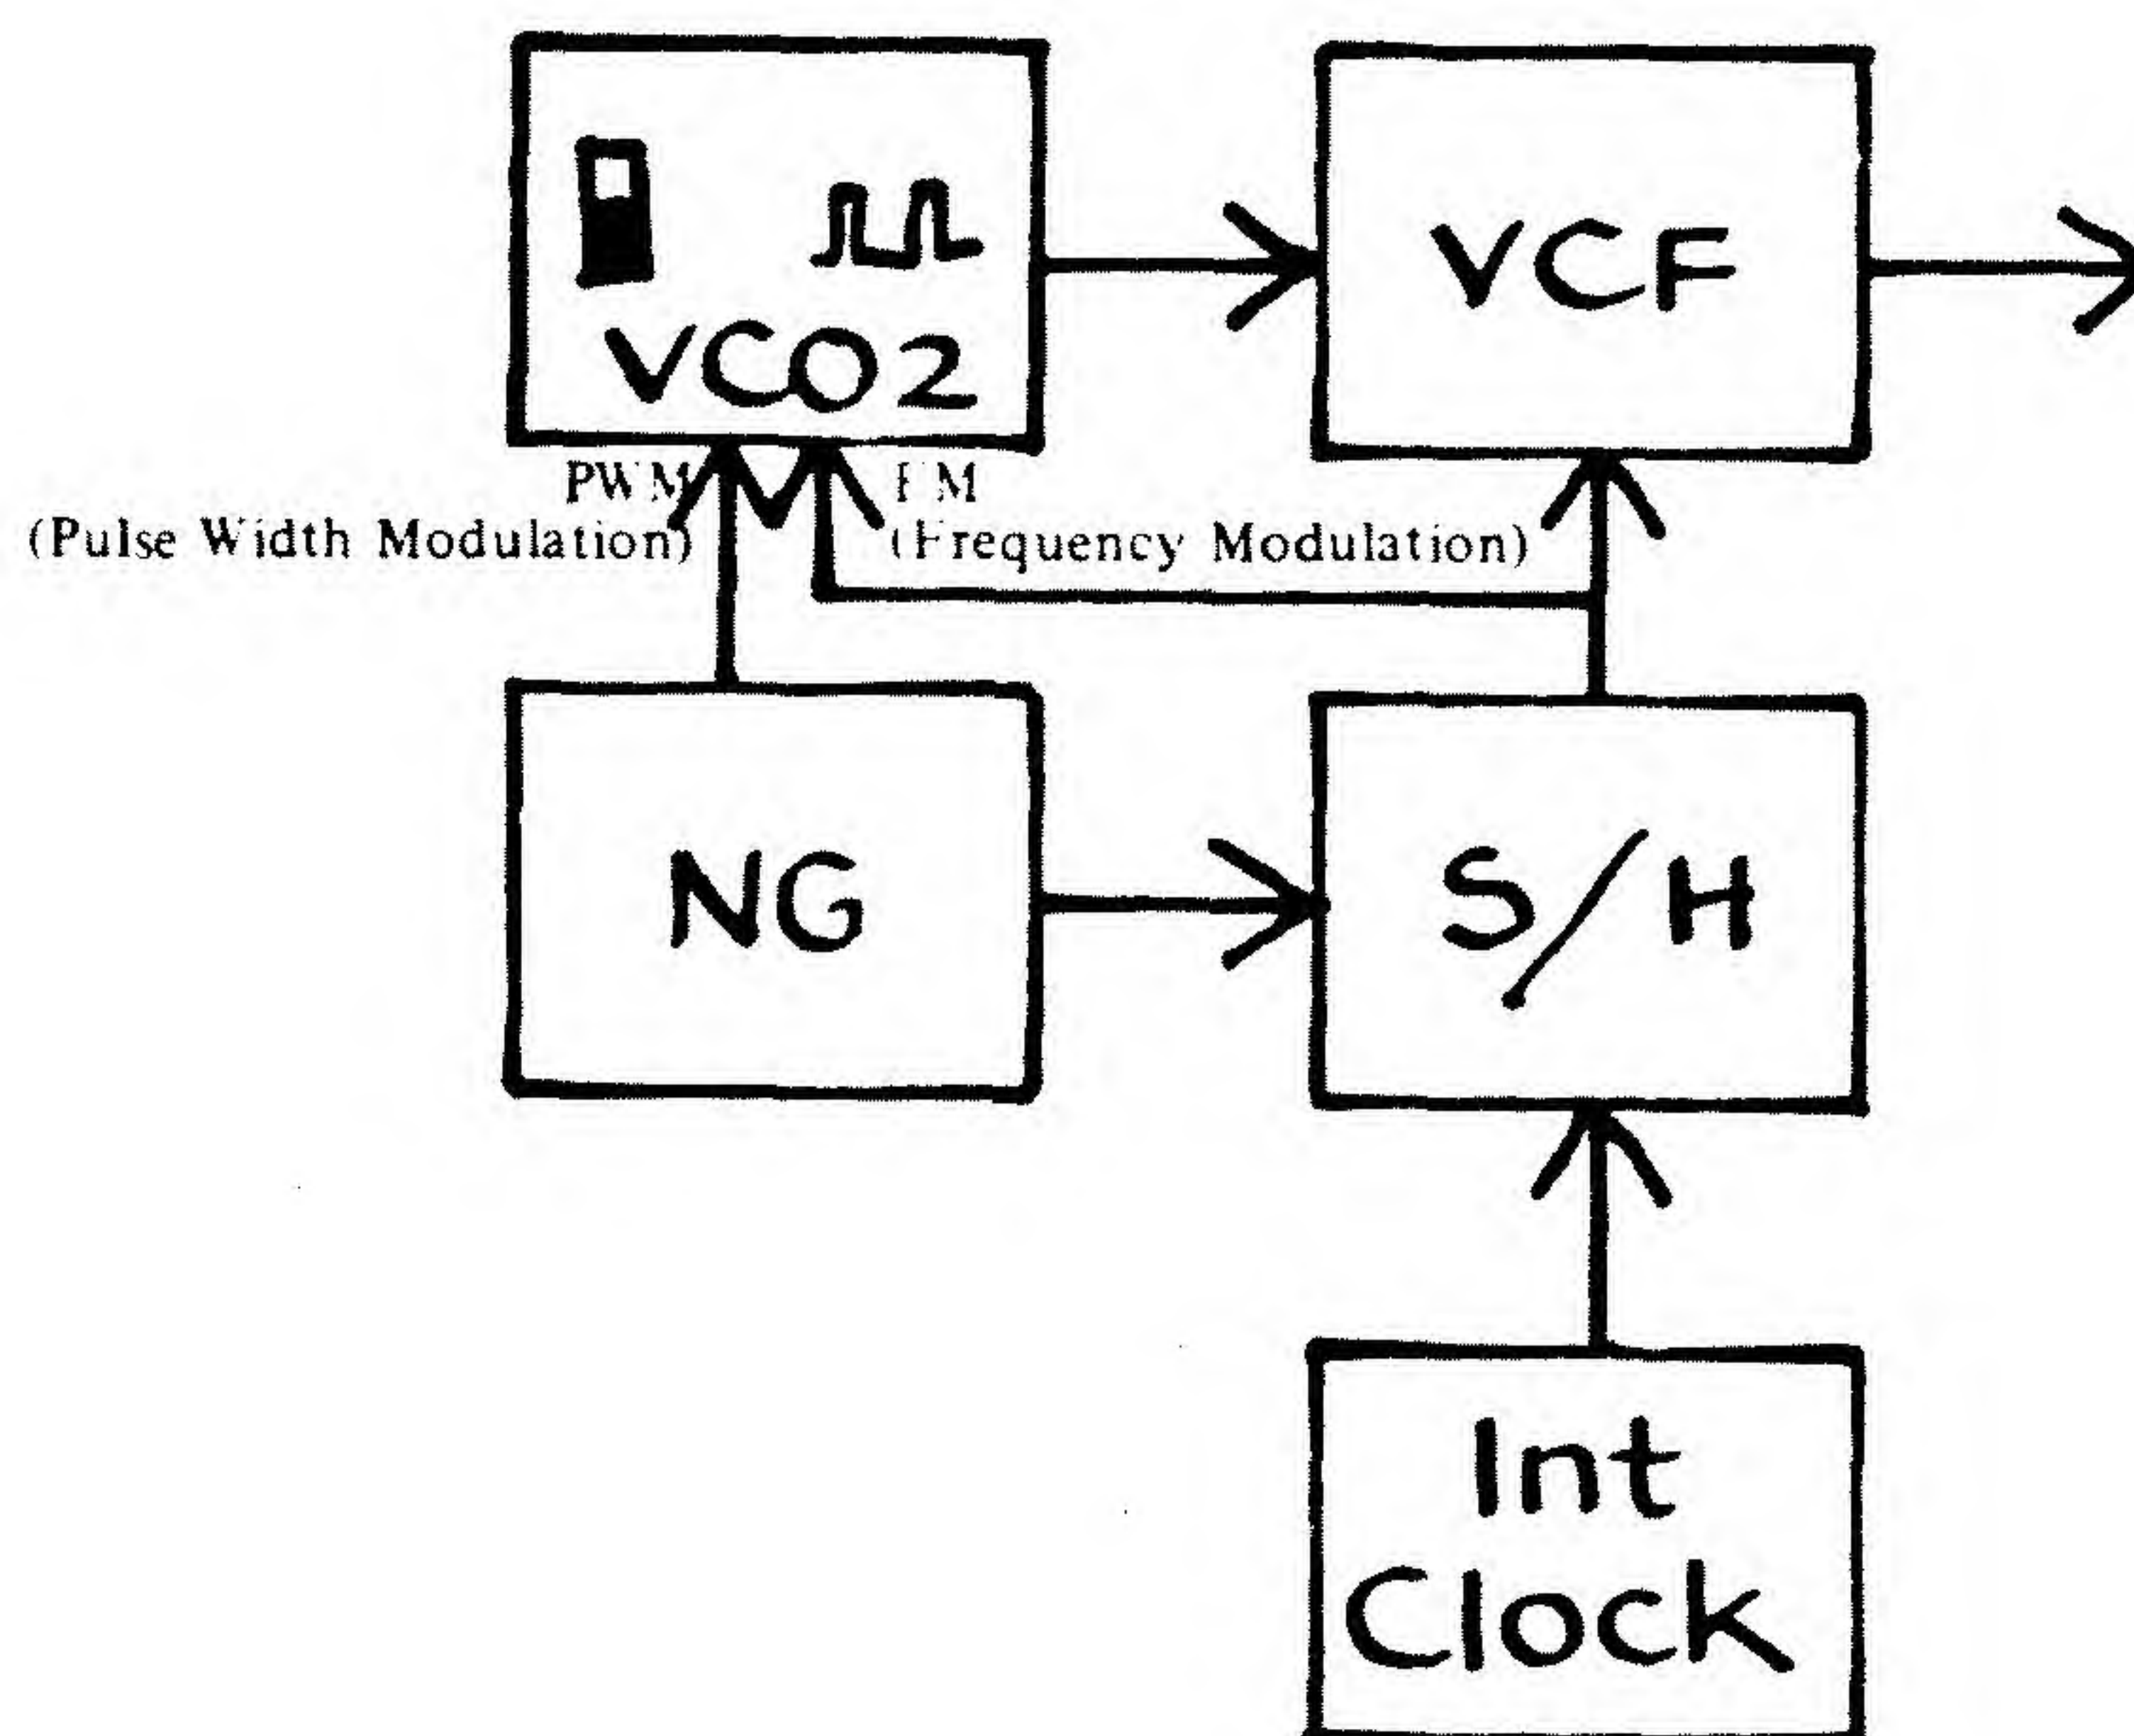 VCO2
VCF
PWM
(Pulse Width Modulation)
FM
(Frequency Modulation)
NG
S/H
Int
Clock